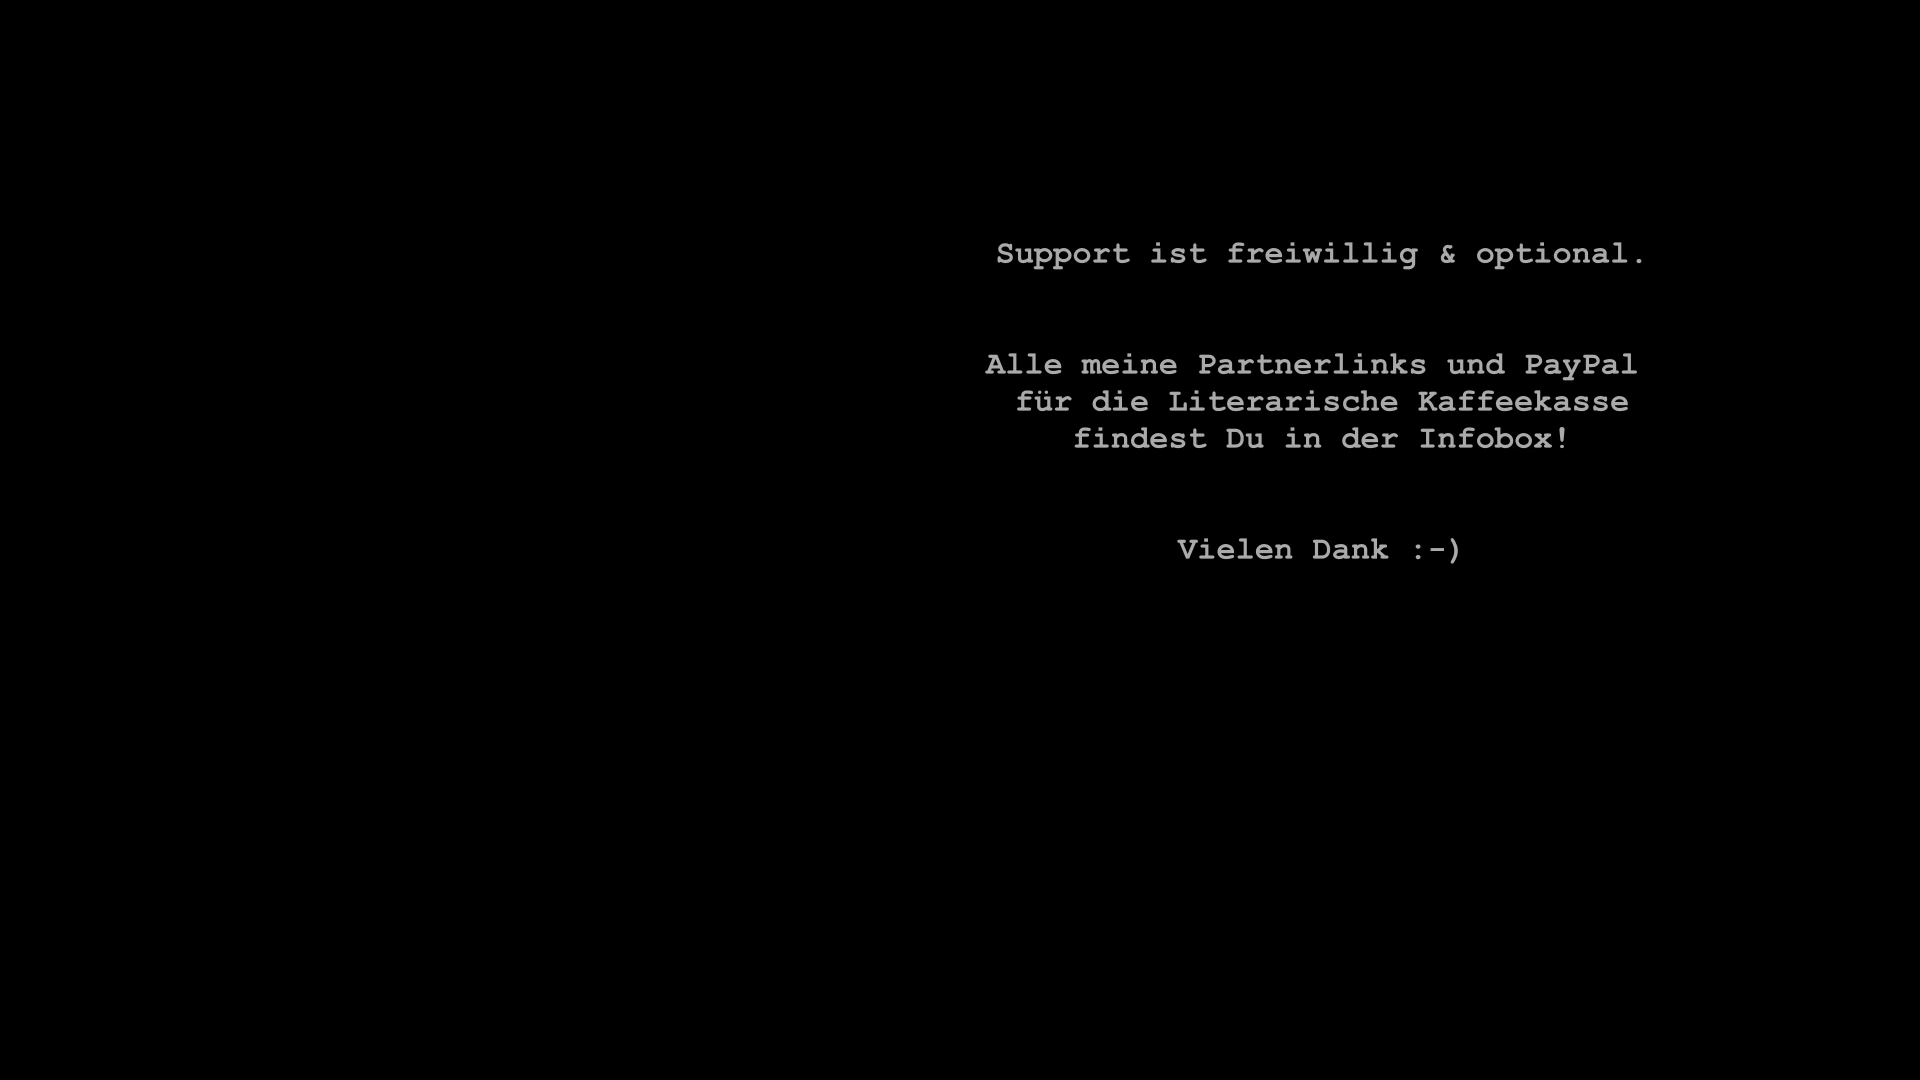 Support ist freiwillig & optional.
Alle meine Partnerlinks und PayPal
für die Literarische Kaffeekasse
findest Du in der Infobox!
Vielen Dank :-)